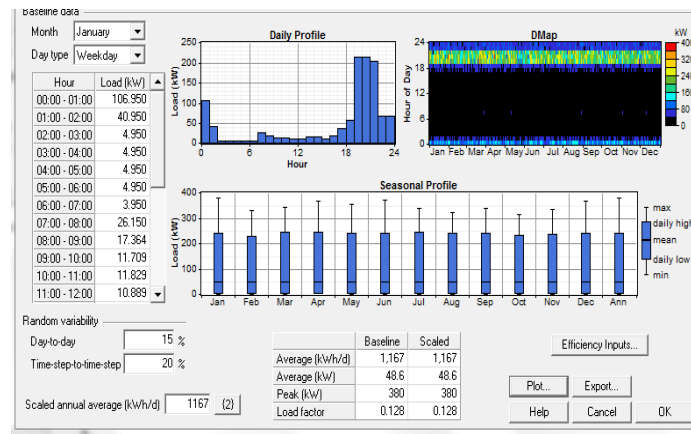 Baseline data
Month January
Day type Weekday
Hour Load (kW)
00:00 - 01:00 106.950
01:00 - 02:00 40.950
02:00 - 03:00 4.950
03:00 - 04:00 4.950
04:00 - 05:00 4.950
05:00 - 06:00 4.950
06:00 - 07:00 3.950
07:00 - 08:00 26.150
08:00 - 09:00 17.364
09:00 - 10:00 11.709
10:00 - 11:00 11.829
11:00 - 12:00 10.889
Daily Profile
Load (kW)
250
200
150
100
50
0
0 6 12 18 24
Hour
DMap
Hour of Day
24
18
12
6
0
Jan Feb Mar Apr May Jun Jul Aug Sep Oct Nov Dec
kW
400
320
240
160
80
0
Seasonal Profile
Load (kW)
400
300
200
100
0
Jan Feb Mar Apr May Jun Jul Aug Sep Oct Nov Dec Ann
max
daily high
mean
daily low
min
Random variability
Day-to-day 15 %
Time-step-to-time-step 20 %
Scaled annual average (kWh/d) 1167 {2}
Baseline Scaled
Average (kWh/d) 1,167 1,167
Average (kW) 48.6 48.6
Peak (kW) 380 380
Load factor 0.128 0.128
Efficiency Inputs...
Plot... Export...
Help Cancel OK